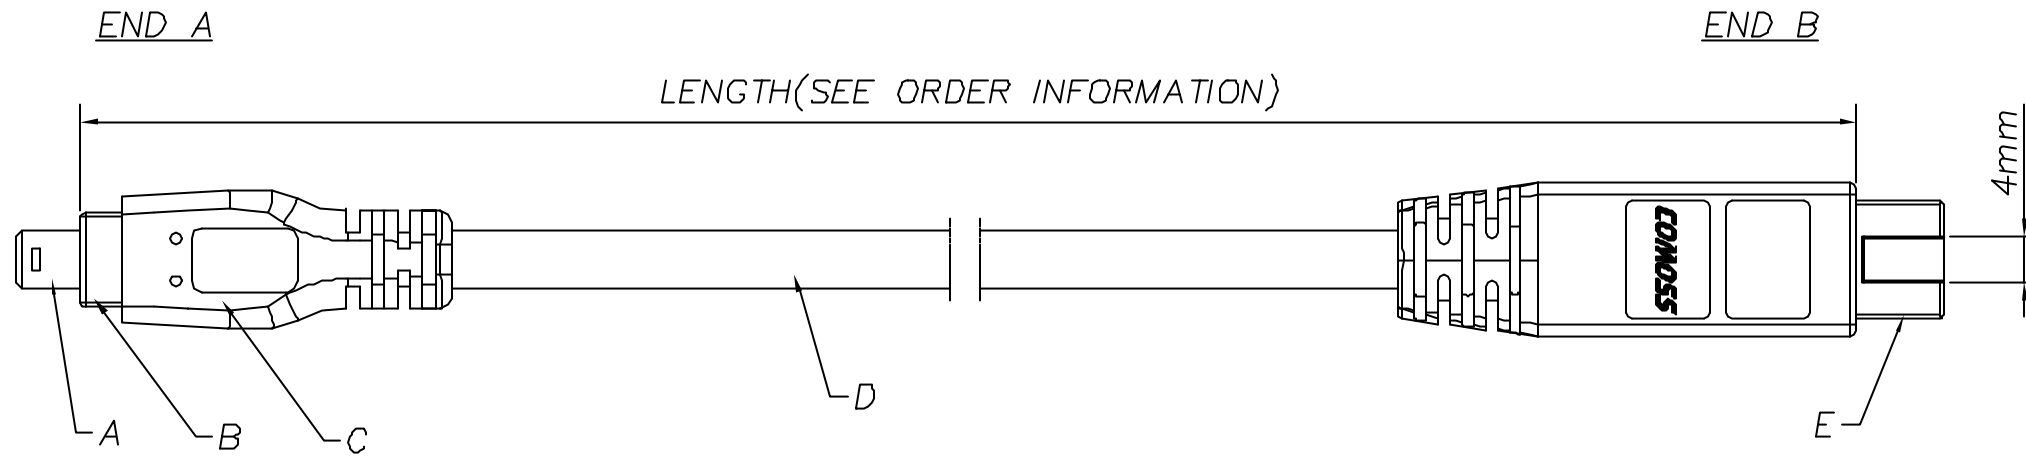 END A
END B
LENGTH(SEE ORDER INFORMATION)
4mm
COMOSS
A
B
C
D
E